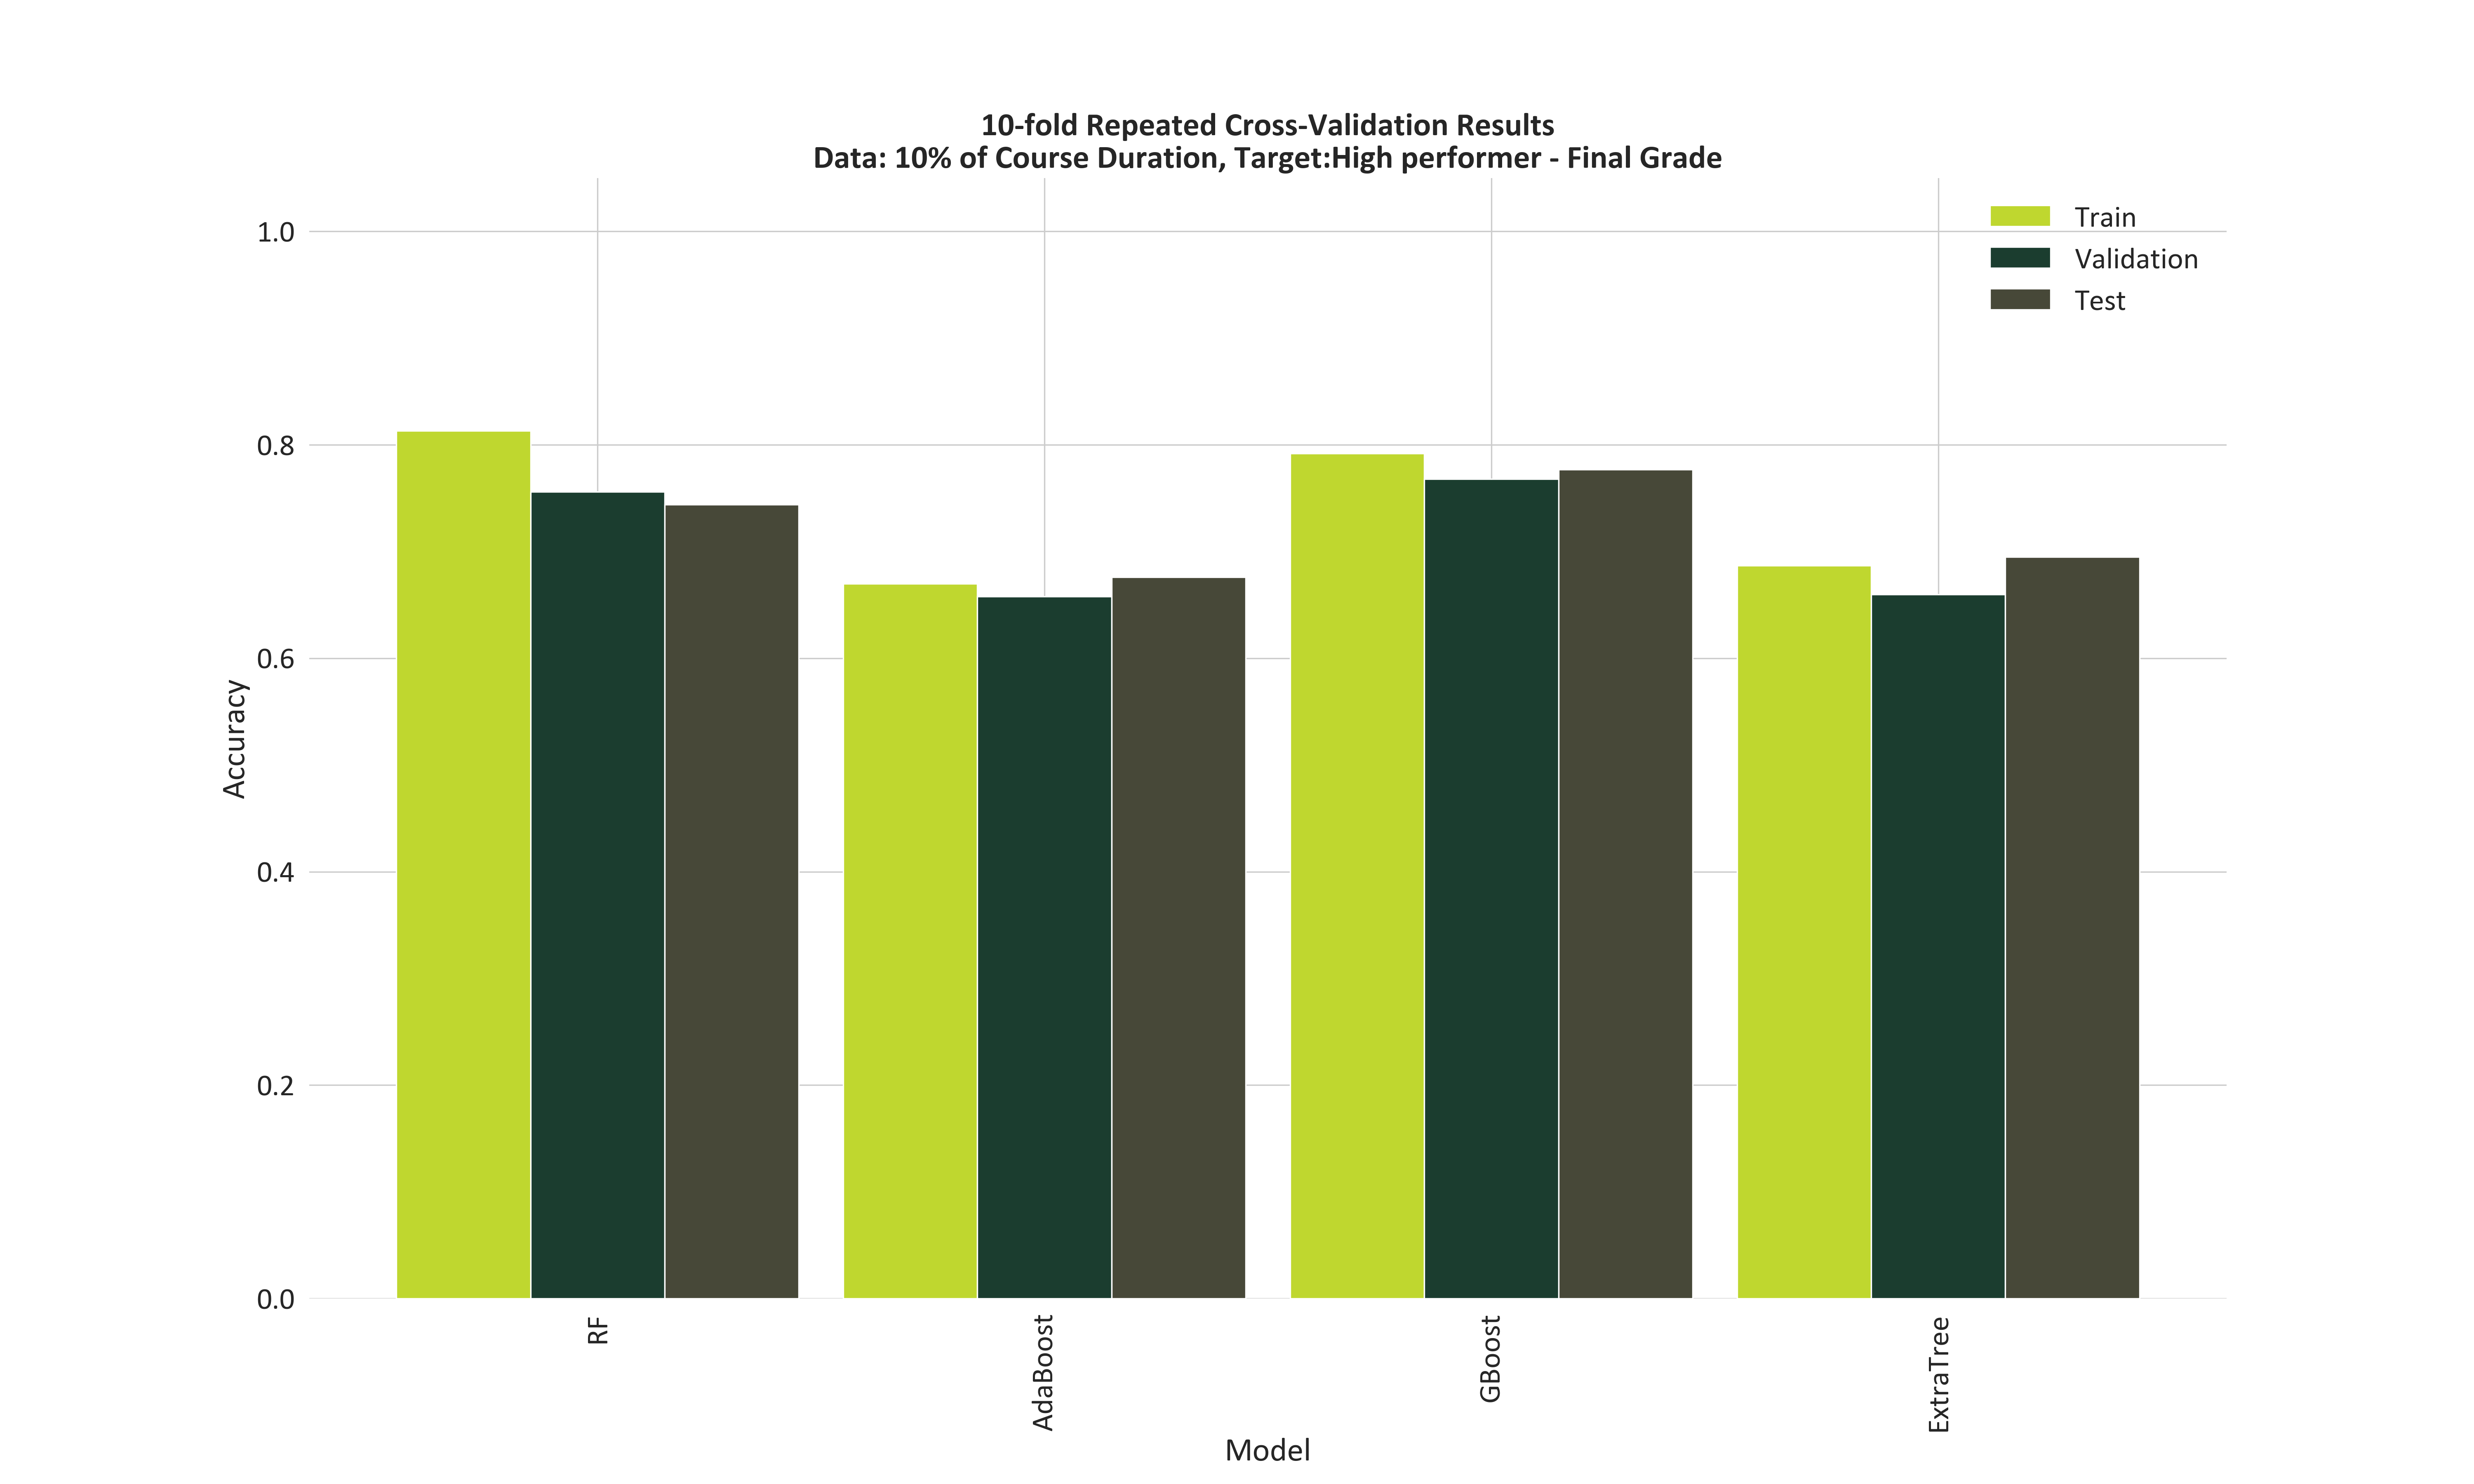 10-fold Repeated Cross-Validation Results
Data: 10% of Course Duration, Target:High performer - Final Grade
Train
Validation
Test
1.0
0.8
0.6
0.4
0.2
0.0
Accuracy
RF
AdaBoost
GBoost
ExtraTree
Model